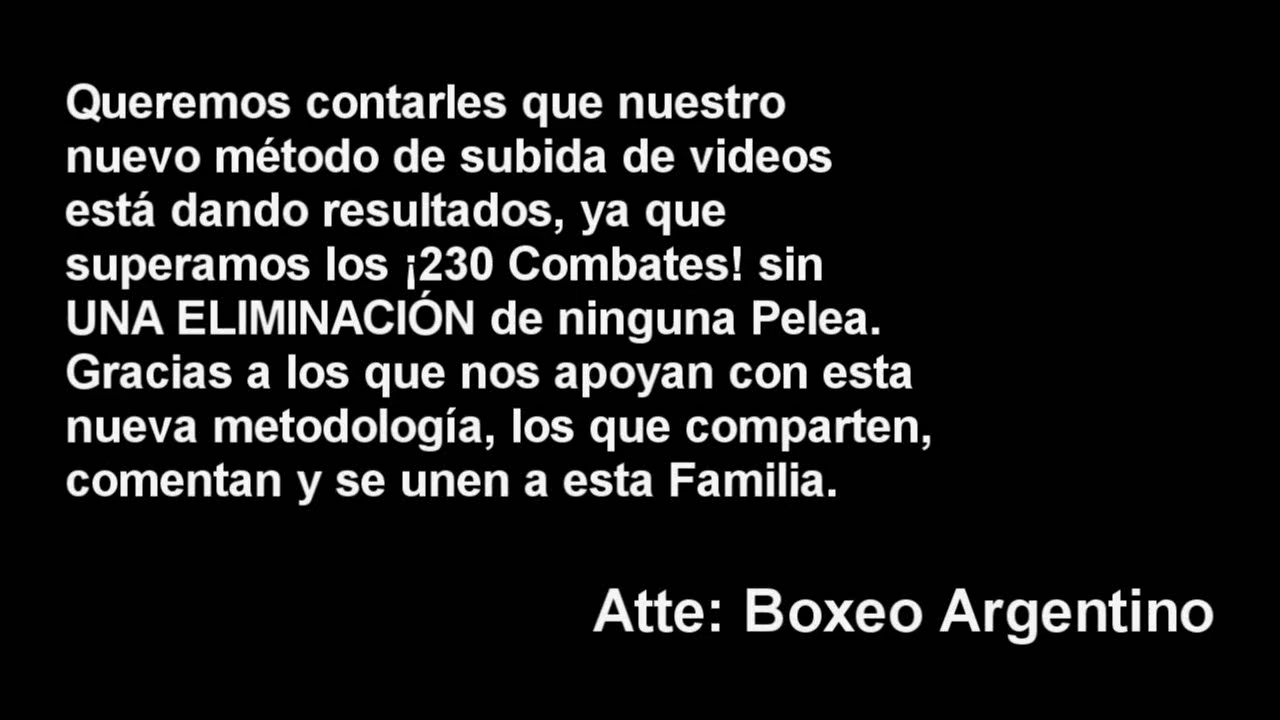 Queremos contarles que nuestro
nuevo método de subida de videos
está dando resultados, ya que
superamos los ¡230 Combates! sin
UNA ELIMINACIÓN de ninguna Pelea.
Gracias a los que nos apoyan con esta
nueva metodología, los que comparten,
comentan y se unen a esta Familia.
Atte: Boxeo Argentino